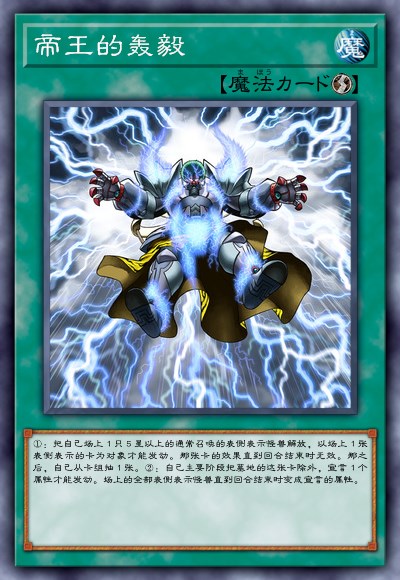 帝王的轰毅
魔
【魔法カード】
まほう
①：把自己场上1只5星以上的通常召唤的表侧表示怪兽解放，以场上1张
表侧表示的卡为对象才能发动。那张卡的效果直到回合结束时无效。那之
后，自己从卡组抽1张。②：自己主要阶段把墓地的这张卡除外，宣言1个
属性才能发动。场上的全部表侧表示怪兽直到回合结束时变成宣言的属性。